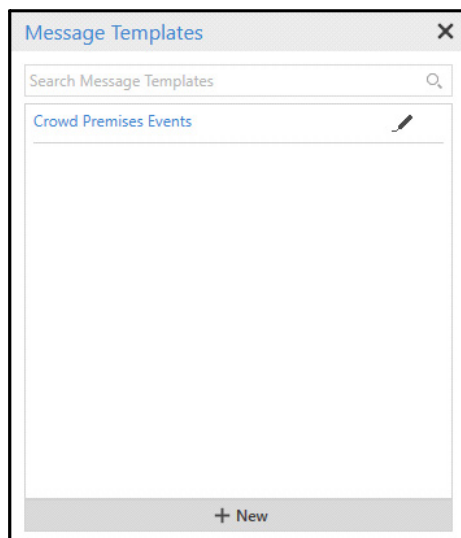 Message Templates
Search Message Templates
Crowd Premises Events
+ New